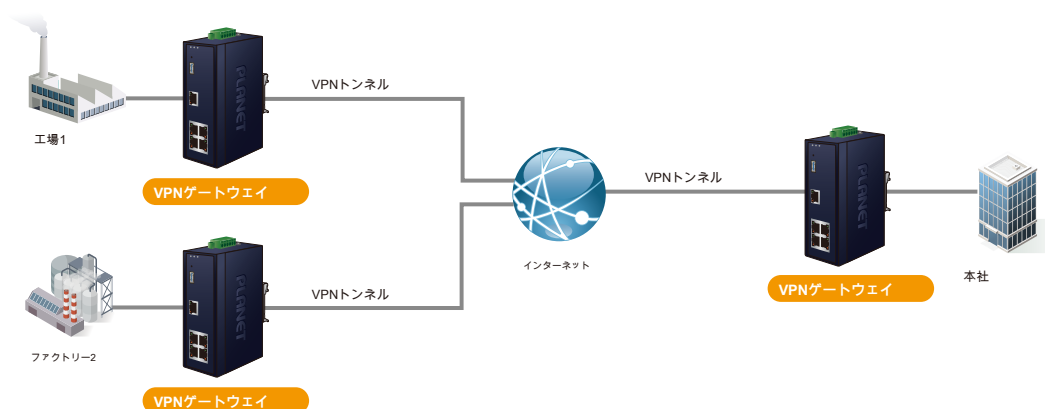 VPNトンネル
PLANET
工場1
VPNゲートウェイ
VPNトンネル
PLANET
インターネット
本社
VPNゲートウェイ
VPNトンネル
PLANET
ファクトリー2
VPNゲートウェイ